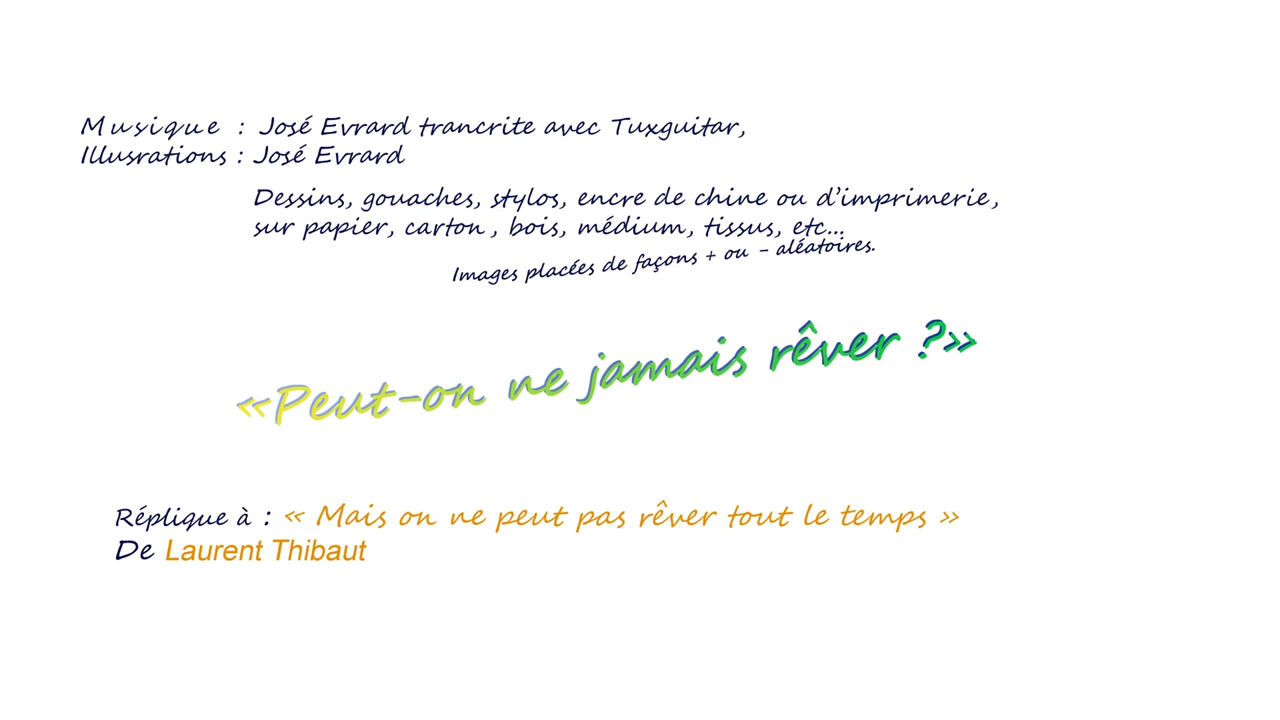 Musique : José Evrard trancrite avec Tuxguitar,
Illusrations : José Evrard
Dessins, gouaches, stylos, encre de chine ou d'imprimerie,
sur papier, carton , bois, médium, tissus, etc...
Images placées de façons + ou - aléatoires.
«Peut-on ne jamais rêver ?»
Réplique à : « Mais on ne peut pas rêver tout le temps »
De Laurent Thibaut